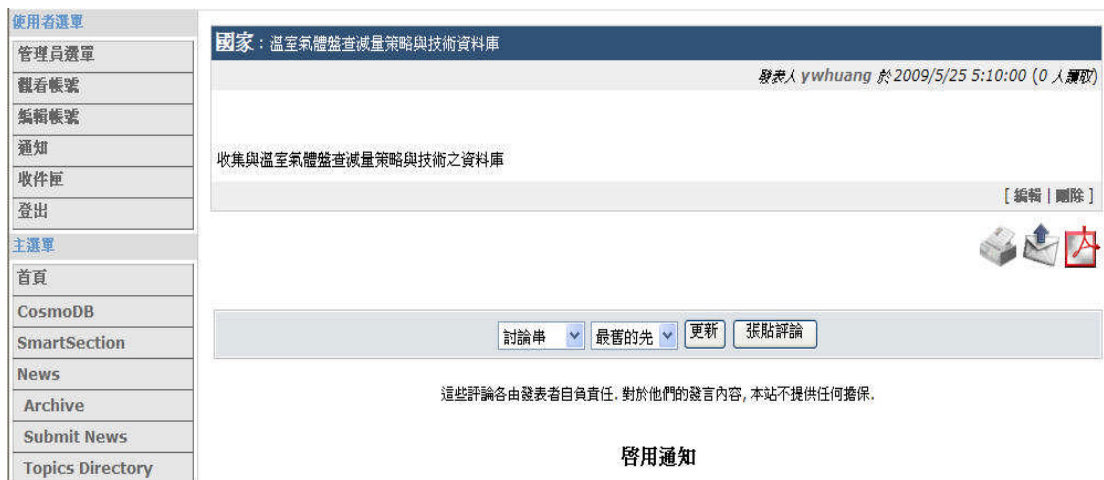 使用者選單
管理員選單
觀看帳號
編輯帳號
通知
收件匣
登出
主選單
首頁
CosmoDB
SmartSection
News
Archive
Submit News
Topics Directory
國家：溫室氣體盤查減量策略與技術資料庫
發表人 ywhuang 於 2009/5/25 5:10:00 (0 人讀取)
收集與溫室氣體盤查減量策略與技術之資料庫
[ 編輯 | 刪除 ]
討論串 最舊的先 更新 張貼評論
這些評論各由發表者自負責任. 對於他們的發言內容, 本站不提供任何擔保.
啓用通知